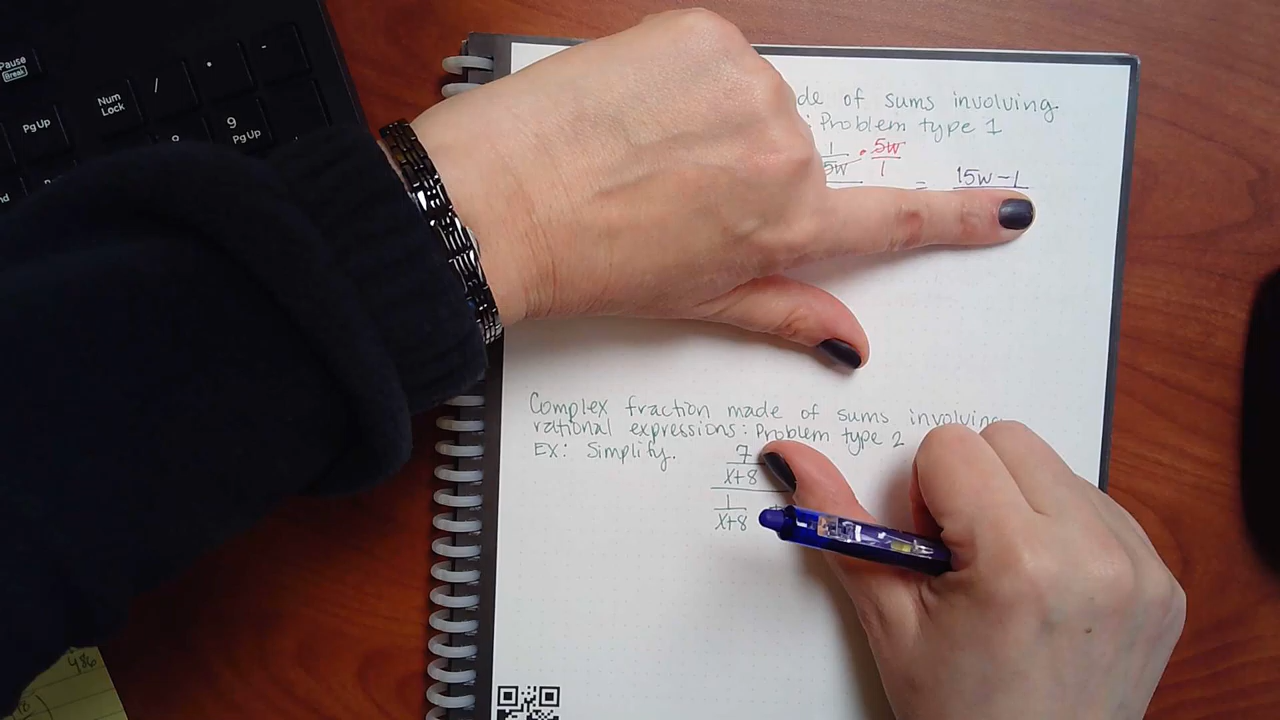 Pause
Break
Num
Lock
/
PgUp
9
PgUp
de of sums involving
: Problem type 1
1 • 5w
5w 1
= 15w - 1
Complex fraction made of sums involving
rational expressions: Problem type 2
EX: Simplify.
7
x+8
1
x+8 +
486